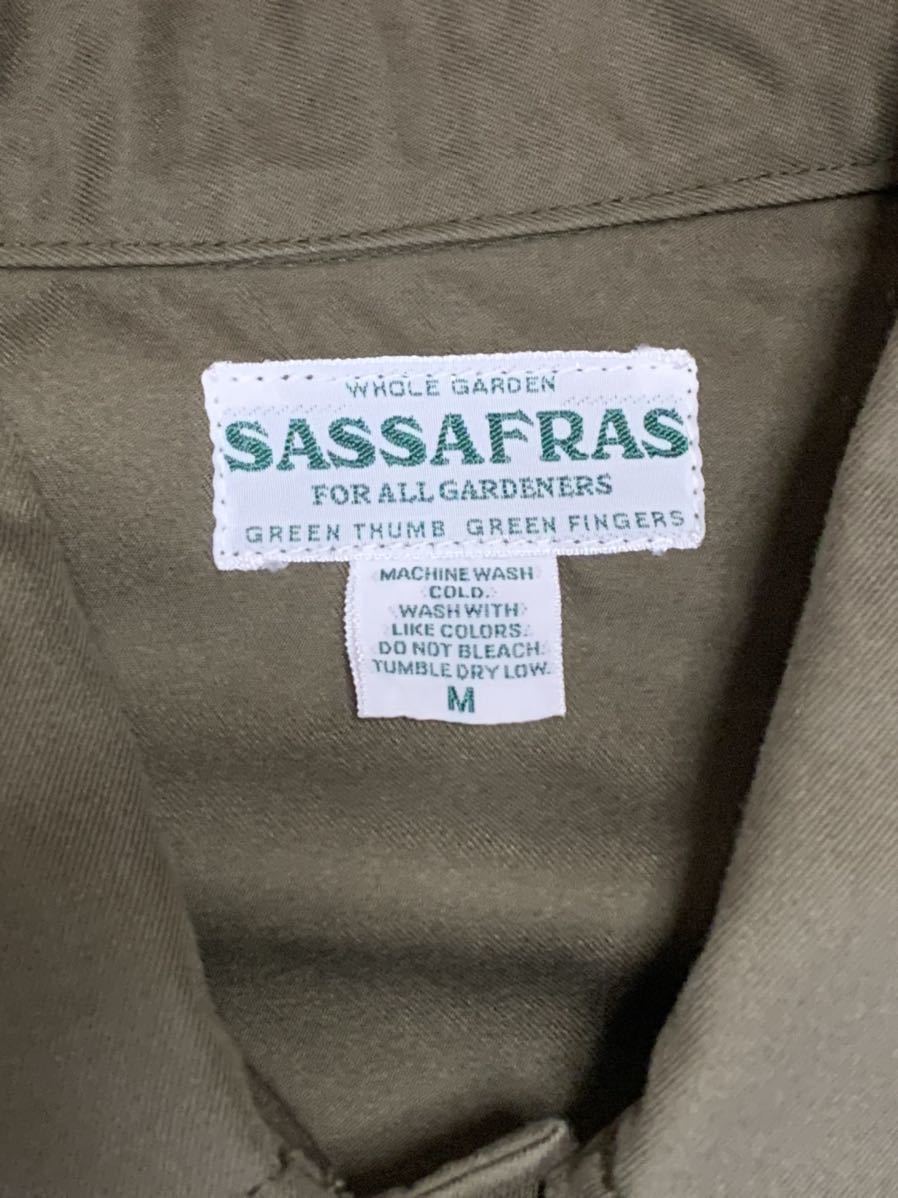 WHOLE GARDEN
SASSAFRAS
FOR ALL GARDENERS
GREEN THUMB GREEN FINGERS
MACHINE WASH
COLD.
WASH WITH
LIKE COLORS.
DO NOT BLEACH.
TUMBLE DRY LOW.
M